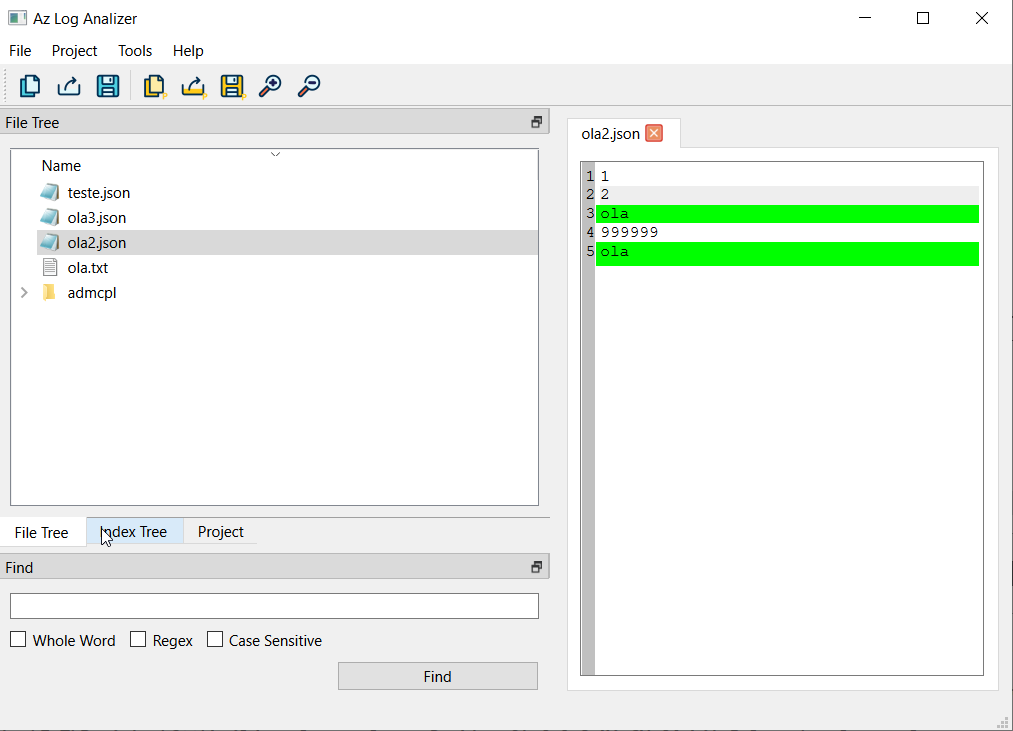 Az Log Analizer
File Project Tools Help
File Tree
Name
teste.json
ola3.json
ola2.json
ola.txt
admcpl
File Tree Index Tree Project
Find
Whole Word Regex Case Sensitive
Find
ola2.json
1 1
2 2
3 ola
4 999999
5 ola